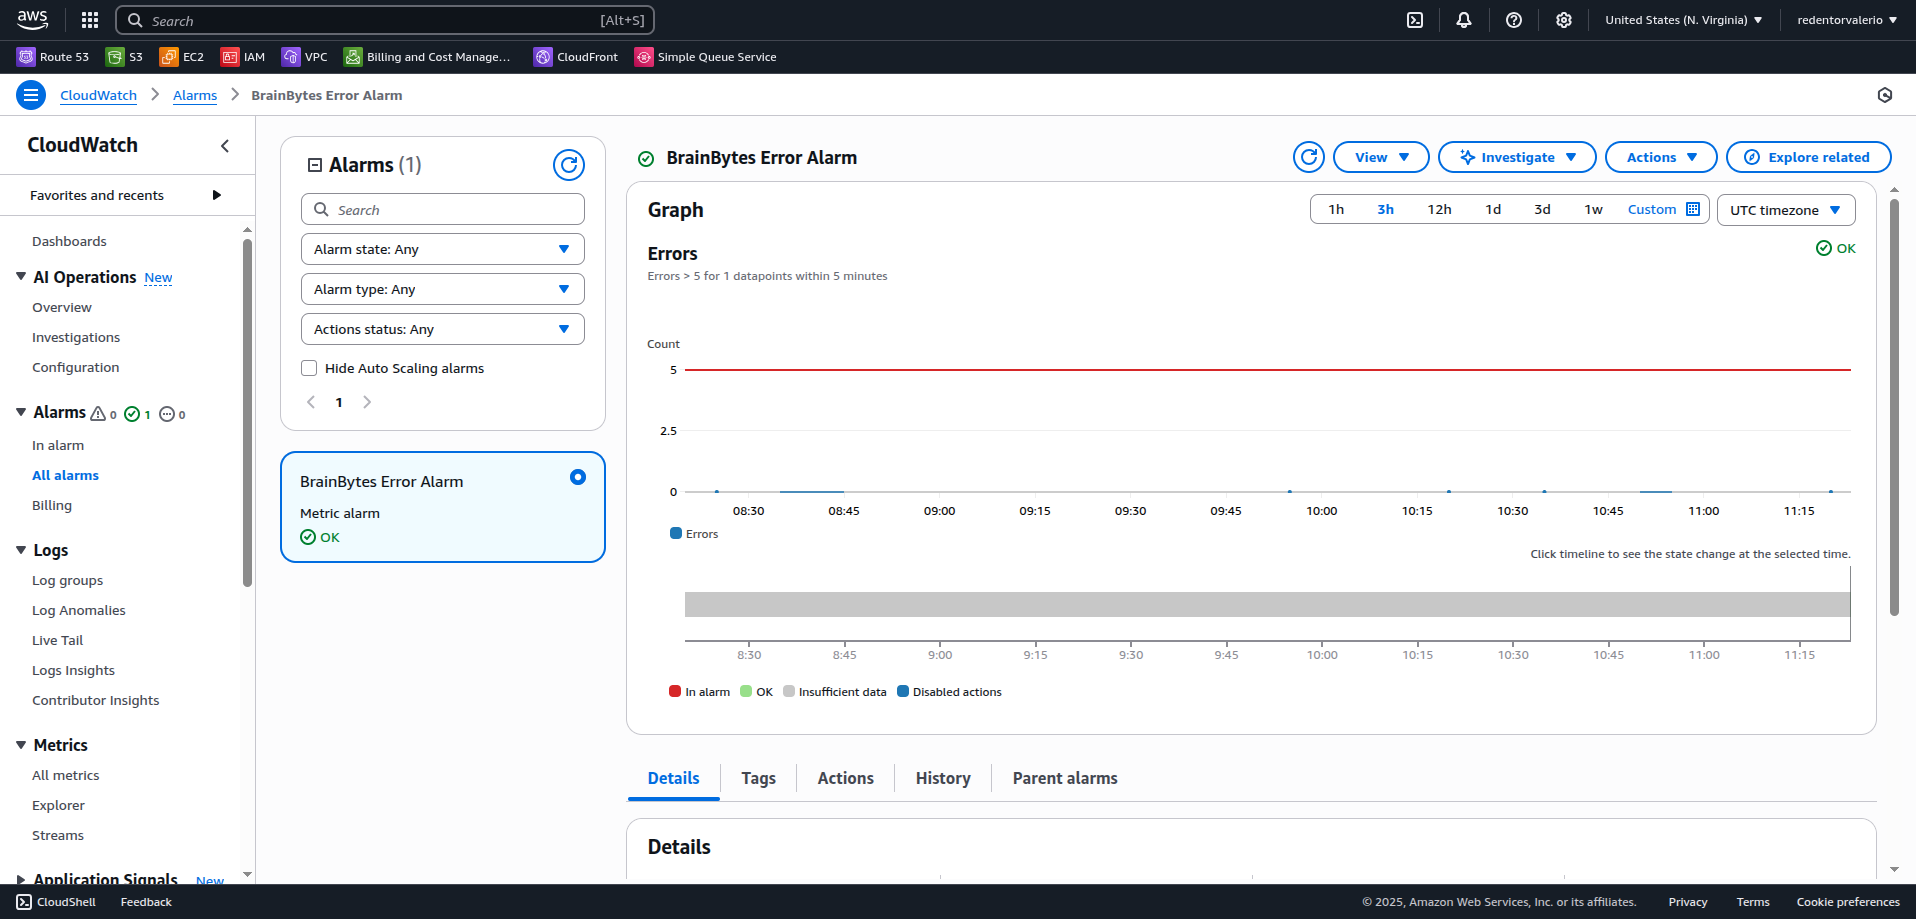 aws
Search [Alt+S]
United States (N. Virginia)
redentorvalerio
Route 53
S3
EC2
IAM
VPC
Billing and Cost Manage...
CloudFront
Simple Queue Service
CloudWatch
Alarms
BrainBytes Error Alarm
CloudWatch
Favorites and recents
Dashboards
AI Operations New
Overview
Investigations
Configuration
Alarms 0 1 0
In alarm
All alarms
Billing
Logs
Log groups
Log Anomalies
Live Tail
Logs Insights
Contributor Insights
Metrics
All metrics
Explorer
Streams
Application Signals New
Alarms (1)
Search
Alarm state: Any
Alarm type: Any
Actions status: Any
Hide Auto Scaling alarms
1
BrainBytes Error Alarm
Metric alarm
OK
BrainBytes Error Alarm
View
Investigate
Actions
Explore related
Graph
1h 3h 12h 1d 3d 1w Custom
UTC timezone
Errors
OK
Errors > 5 for 1 datapoints within 5 minutes
Count
5
2.5
0
08:30 08:45 09:00 09:15 09:30 09:45 10:00 10:15 10:30 10:45 11:00 11:15
Errors
Click timeline to see the state change at the selected time.
8:30 8:45 9:00 9:15 9:30 9:45 10:00 10:15 10:30 10:45 11:00 11:15
In alarm OK Insufficient data Disabled actions
Details Tags Actions History Parent alarms
Details
CloudShell Feedback
© 2025, Amazon Web Services, Inc. or its affiliates. Privacy Terms Cookie preferences